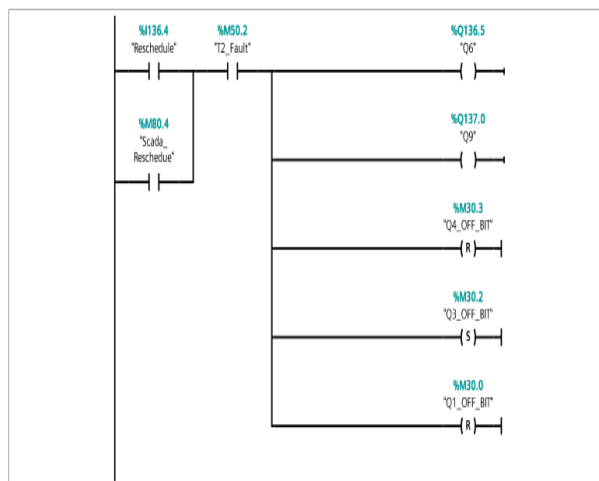 %I136.4
"Reschedule"
%M50.2
"T2_Fault"
%Q136.5
"Q6"
%M80.4
"Scada_
Reschedue"
%Q137.0
"Q9"
%M30.3
"Q4_OFF_BIT"
R
%M30.2
"Q3_OFF_BIT"
S
%M30.0
"Q1_OFF_BIT"
R